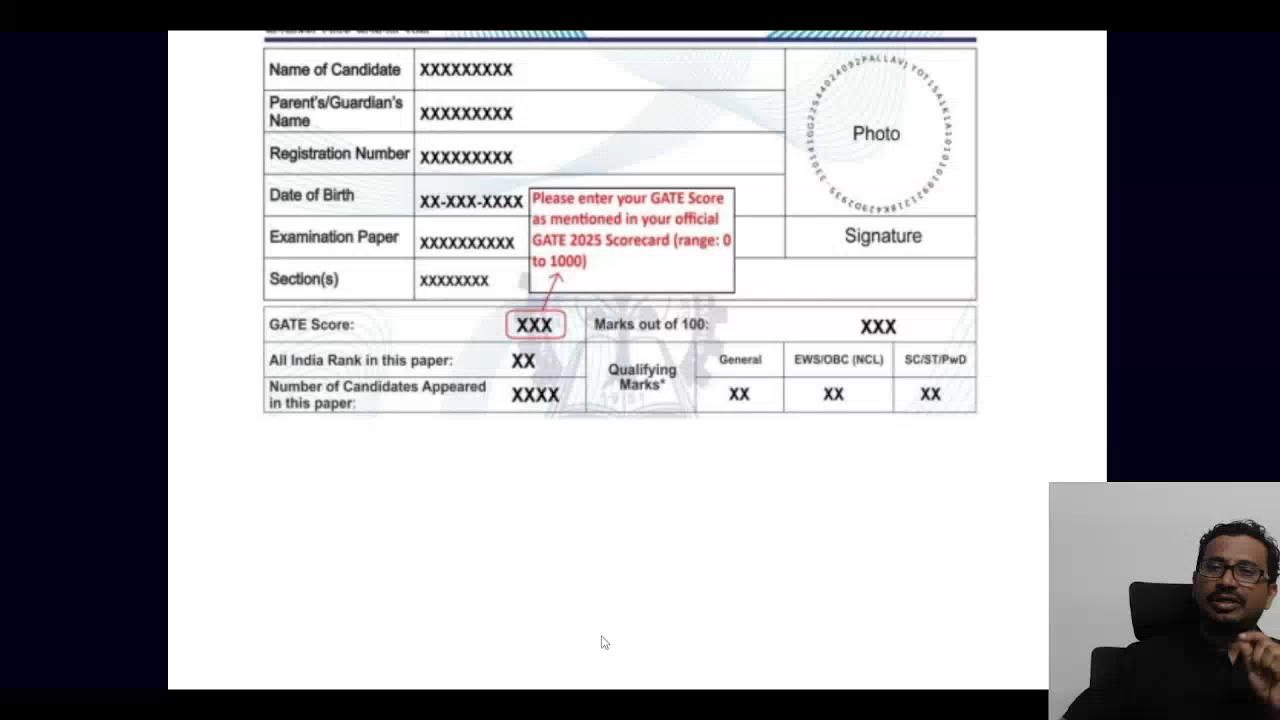 Name of Candidate XXXXXXXXX
Parent's/Guardian's
Name XXXXXXXXX
Registration Number XXXXXXXXX
Date of Birth XX-XXX-XXXX
Examination Paper XXXXXXXXXX
Section(s) XXXXXXXX
Photo
Signature
Please enter your GATE Score
as mentioned in your official
GATE 2025 Scorecard (range: 0
to 1000)
GATE Score: XXX Marks out of 100: XXX
All India Rank in this paper: XX
Number of Candidates Appeared
in this paper: XXXX
Qualifying
Marks*
General EWS/OBC (NCL) SC/ST/PwD
XX XX XX